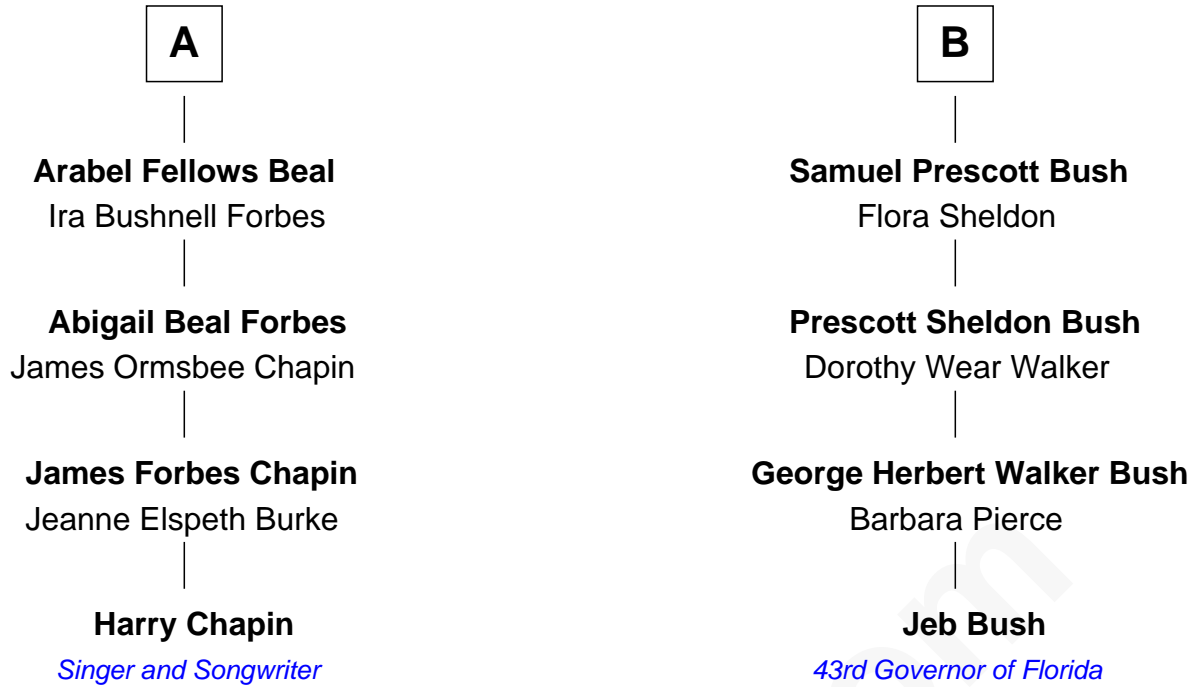 A
Arabel Fellows Beal
Ira Bushnell Forbes
Abigail Beal Forbes
James Ormsbee Chapin
James Forbes Chapin
Jeanne Elspeth Burke
Harry Chapin
Singer and Songwriter
B
Samuel Prescott Bush
Flora Sheldon
Prescott Sheldon Bush
Dorothy Wear Walker
George Herbert Walker Bush
Barbara Pierce
Jeb Bush
43rd Governor of Florida